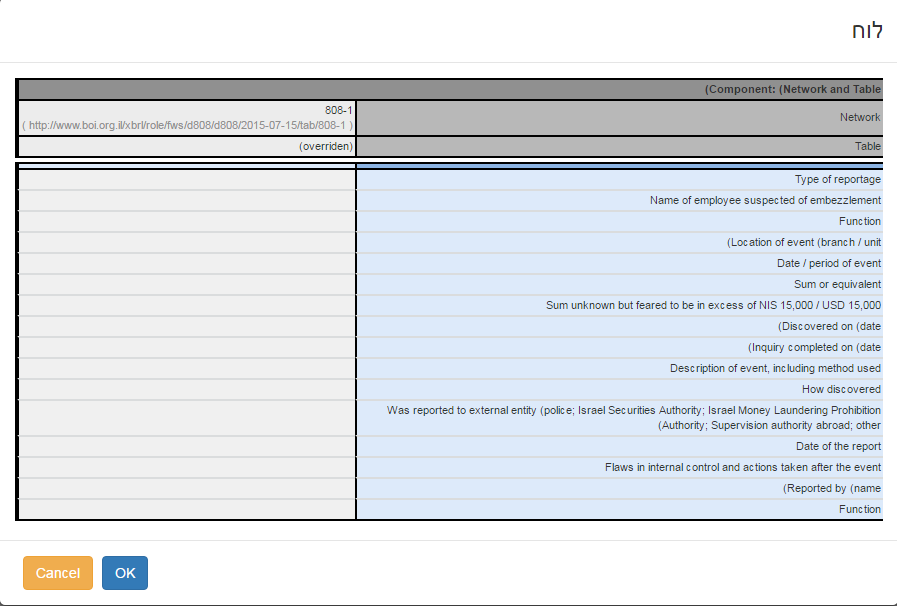 לוח
(Component: (Network and Table
Network
808-1
( http://www.boi.org.il/xbrl/role/fws/d808/d808/2015-07-15/tab/808-1 )
Table
(overriden)
Type of reportage
Name of employee suspected of embezzlement
Function
(Location of event (branch / unit
Date / period of event
Sum or equivalent
Sum unknown but feared to be in excess of NIS 15,000 / USD 15,000
(Discovered on (date
(Inquiry completed on (date
Description of event, including method used
How discovered
Was reported to external entity (police; Israel Securities Authority; Israel Money Laundering Prohibition
(Authority; Supervision authority abroad; other
Date of the report
Flaws in internal control and actions taken after the event
(Reported by (name
Function
Cancel
OK